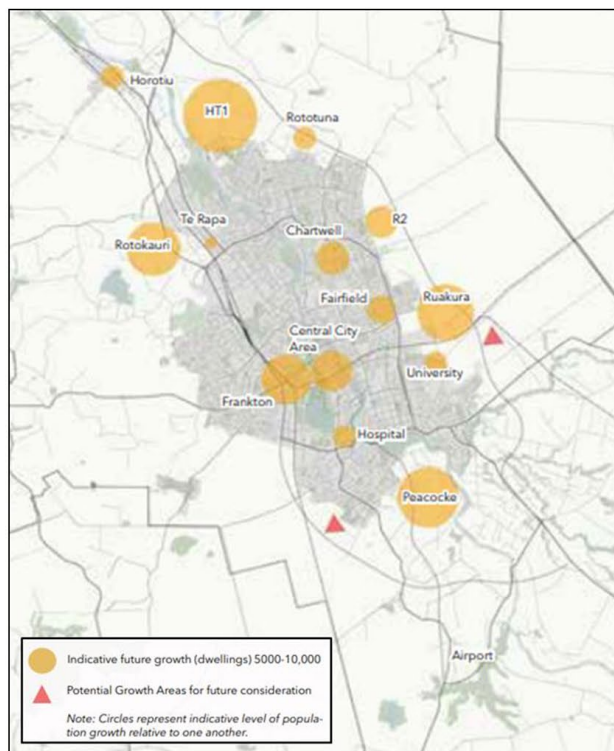 Horotiu
HT1
Rototuna
Te Rapa
R2
Rotokauri
Chartwell
Fairfield
Ruakura
Central City
Area
University
Frankton
Hospital
Peacocke
Airport
Indicative future growth (dwellings) 5000-10,000
Potential Growth Areas for future consideration
Note: Circles represent indicative level of popula-
tion growth relative to one another.